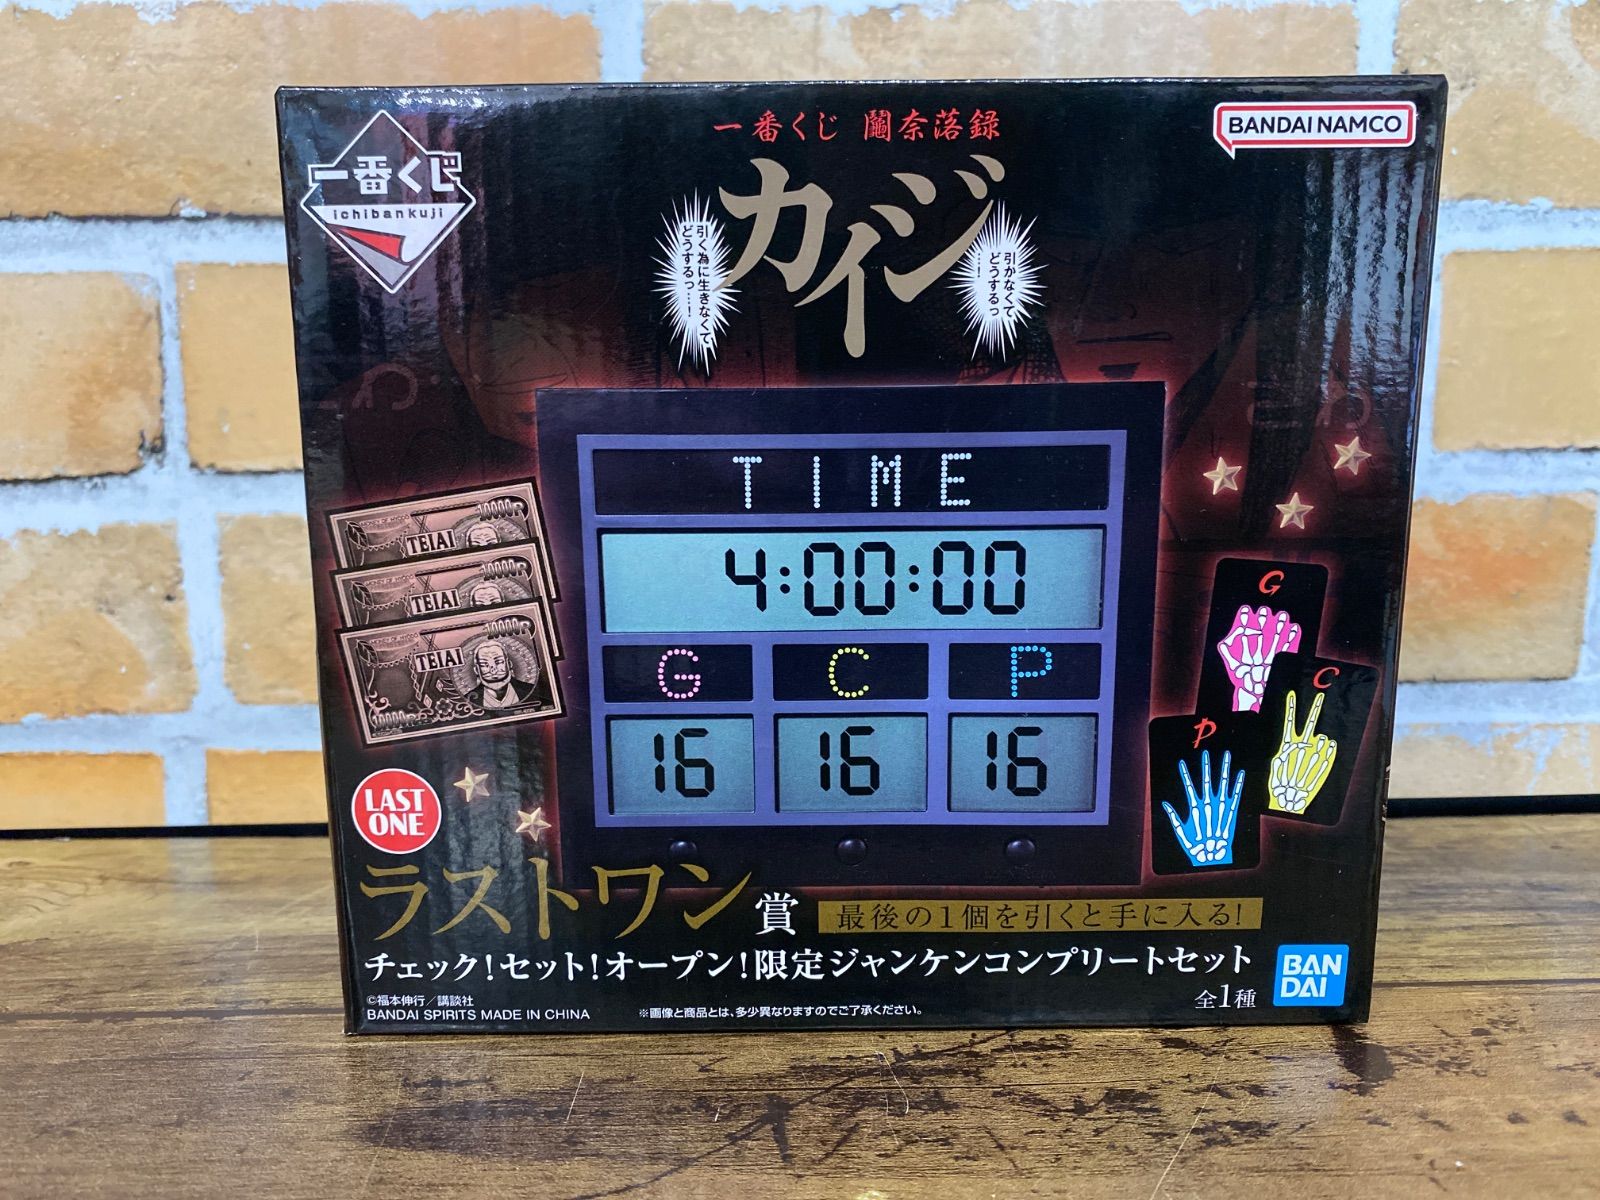 一番くじ
ichibankuji
一番くじ 闇奈落録
BANDAI NAMCO
カイジ
引く為に生きなくて
どうするっ…!
引かなくて
どうするっ
…!
TIME
4:00:00
G C P
16 16 16
10000P
TEIAI
10000P
TEIAI
10000P
TEIAI
10000P
G
C
P
LAST
ONE
ラストワン賞
最後の1個を引くと手に入る!
チェック!セット!オープン!限定ジャンケンコンプリートセット
全1種
BAN
DAI
©福本伸行/講談社
BANDAI SPIRITS MADE IN CHINA
※画像と商品とは、多少異なりますのでご了承ください。